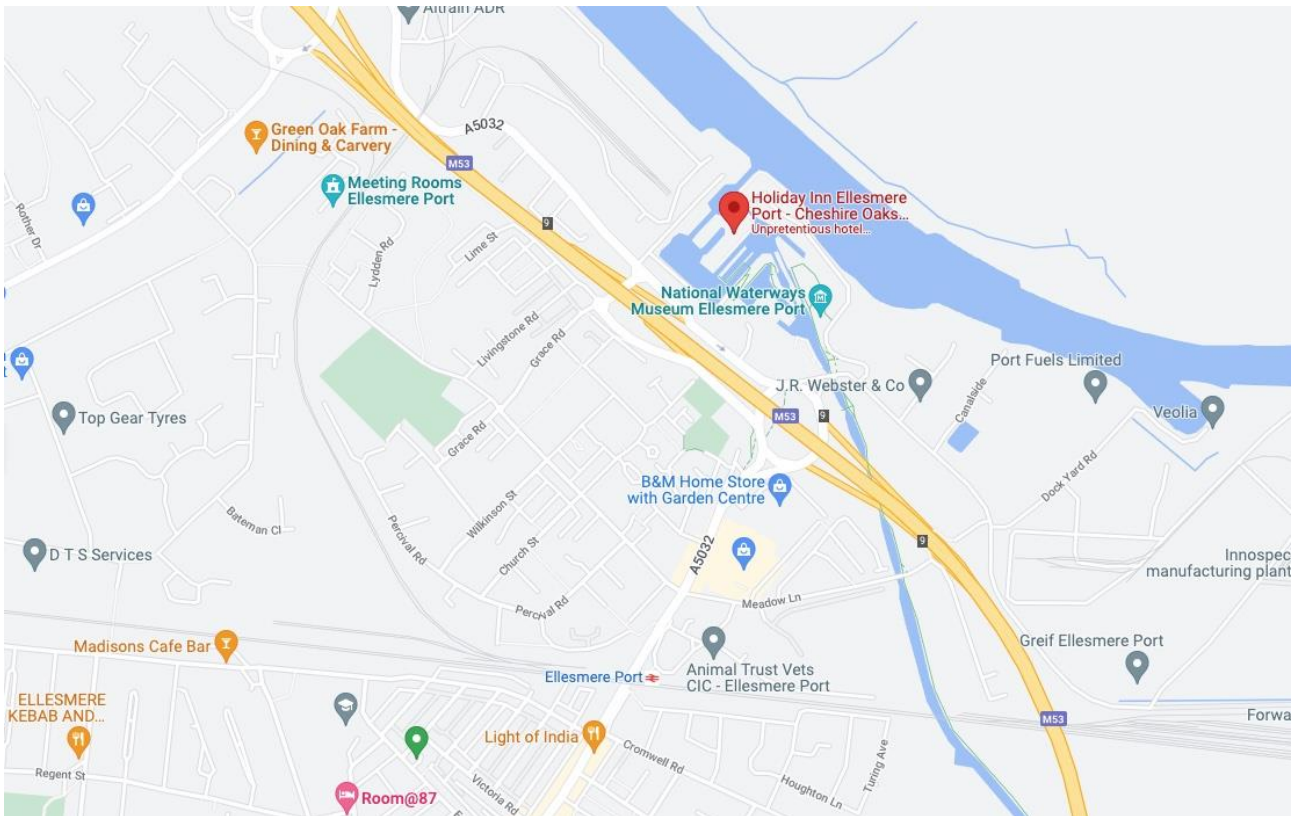 Altrain ADR
A5032
Green Oak Farm -
Dining & Carvery
M53
Meeting Rooms
Ellesmere Port
Holiday Inn Ellesmere
Port - Cheshire Oaks...
Unpretentious hotel...
Rother Dr
Lydden Rd
Lime St
9
National Waterways
Museum Ellesmere Port
Livingstone Rd
Grace Rd
J.R. Webster & Co
Port Fuels Limited
Canalside
Veolia
Top Gear Tyres
M53
9
Grace Rd
Dock Yard Rd
B&M Home Store
with Garden Centre
Wilkinson St
Bateman Cl
Percival Rd
Church St
A5032
9
D T S Services
Innospec
manufacturing plant
Percival Rd
Meadow Ln
Madisons Cafe Bar
Greif Ellesmere Port
Ellesmere Port
Animal Trust Vets
CIC - Ellesmere Port
ELLESMERE
KEBAB AND...
M53
Forwa
Light of India
Cromwell Rd
Turing Ave
Regent St
Victoria Rd
Houghton Ln
Room@87